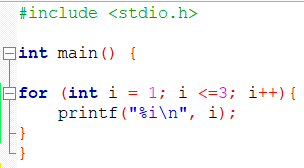 #include <stdio.h>
int main() {
for (int i = 1; i <=3; i++){
    printf("%i\n", i);
}
}